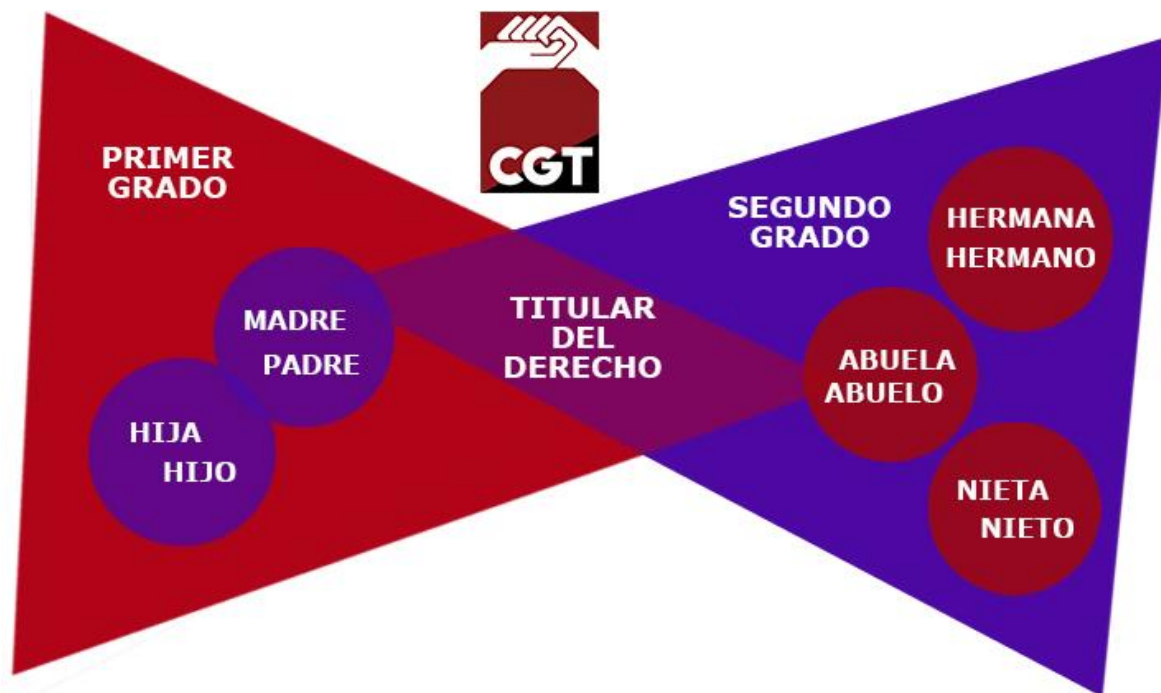 CGT
PRIMER
GRADO
MADRE
PADRE
HIJA
HIJO
TITULAR
DEL
DERECHO
SEGUNDO
GRADO
HERMANA
HERMANO
ABUELA
ABUELO
NIETA
NIETO